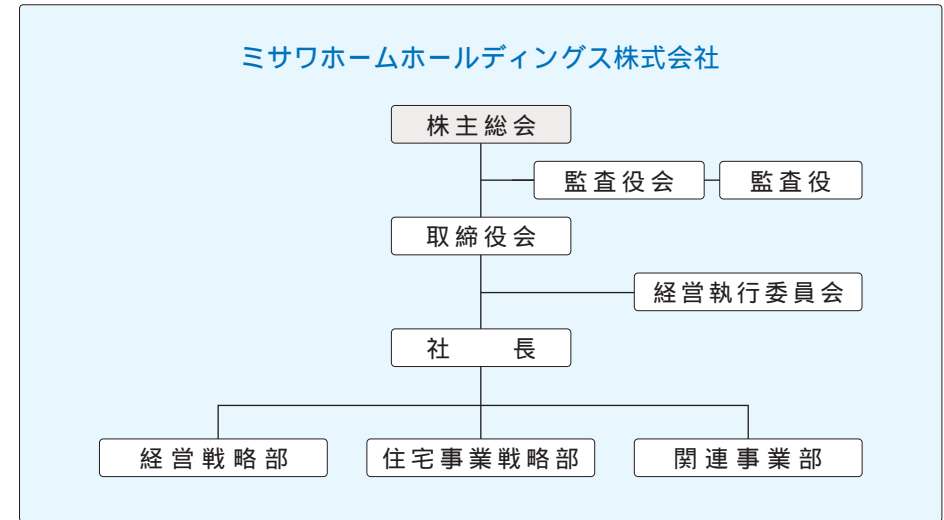 ミサワホームホールディングス株式会社
株主総会
監査役会 監査役
取締役会
経営執行委員会
社長
経営戦略部 住宅事業戦略部 関連事業部